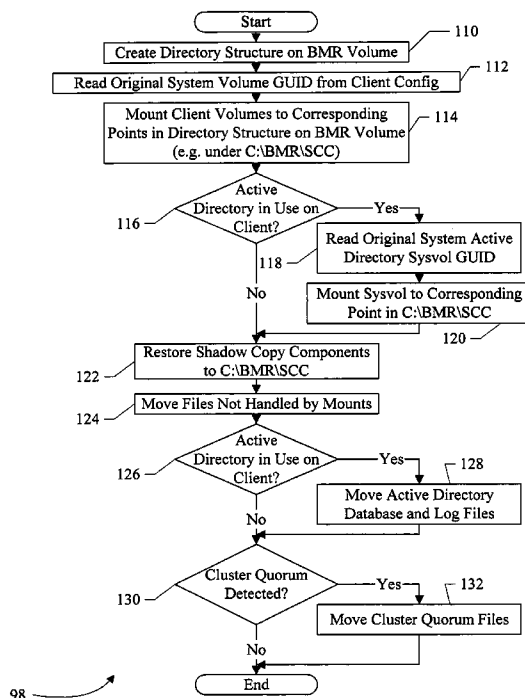 Start
Create Directory Structure on BMR Volume
110
Read Original System Volume GUID from Client Config
112
Mount Client Volumes to Corresponding
Points in Directory Structure on BMR Volume
(e.g. under C:\BMR\SCC)
114
Active
Directory in Use on
Client?
116
Yes
Read Original System Active
Directory Sysvol GUID
118
No
Mount Sysvol to Corresponding
Point in C:\BMR\SCC
120
Restore Shadow Copy Components
to C:\BMR\SCC
122
Move Files Not Handled by Mounts
124
Active
Directory in Use on
Client?
126
Yes
128
Move Active Directory
Database and Log Files
No
Cluster Quorum
Detected?
130
Yes
132
Move Cluster Quorum Files
No
End
98